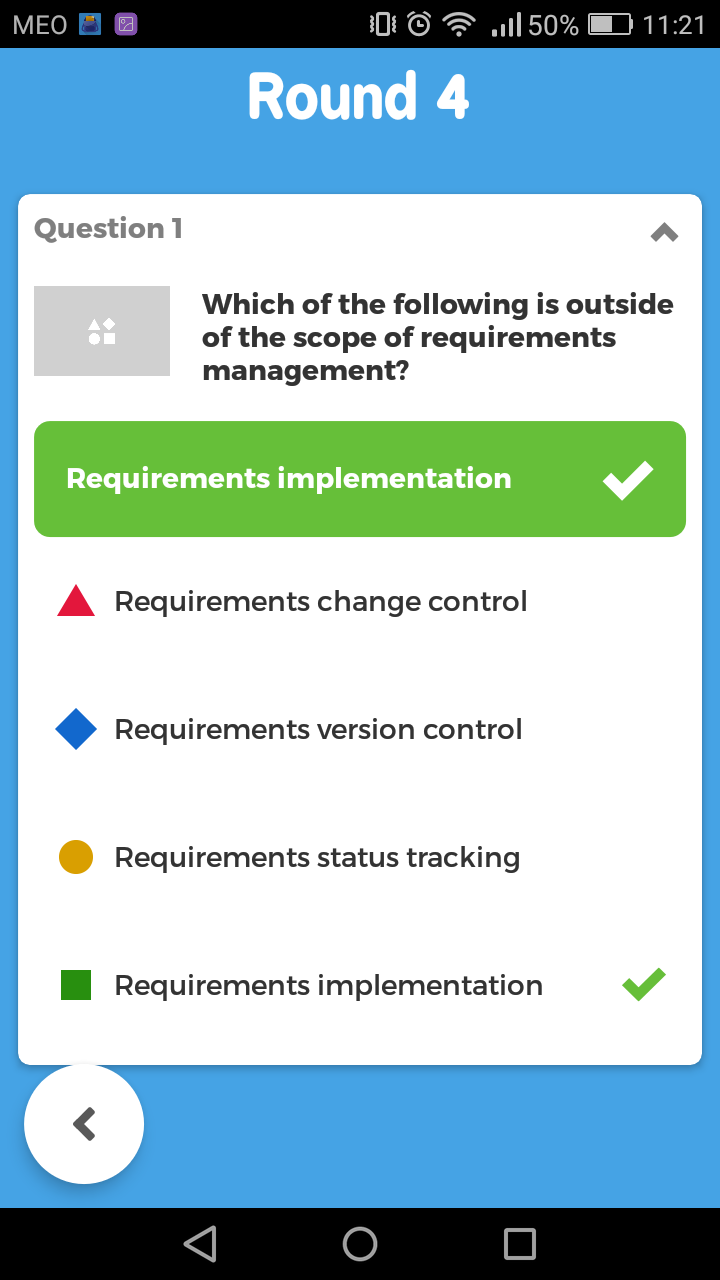 MEO 50% 11:21
Round 4
Question 1
Which of the following is outside
of the scope of requirements
management?
Requirements implementation
Requirements change control
Requirements version control
Requirements status tracking
Requirements implementation